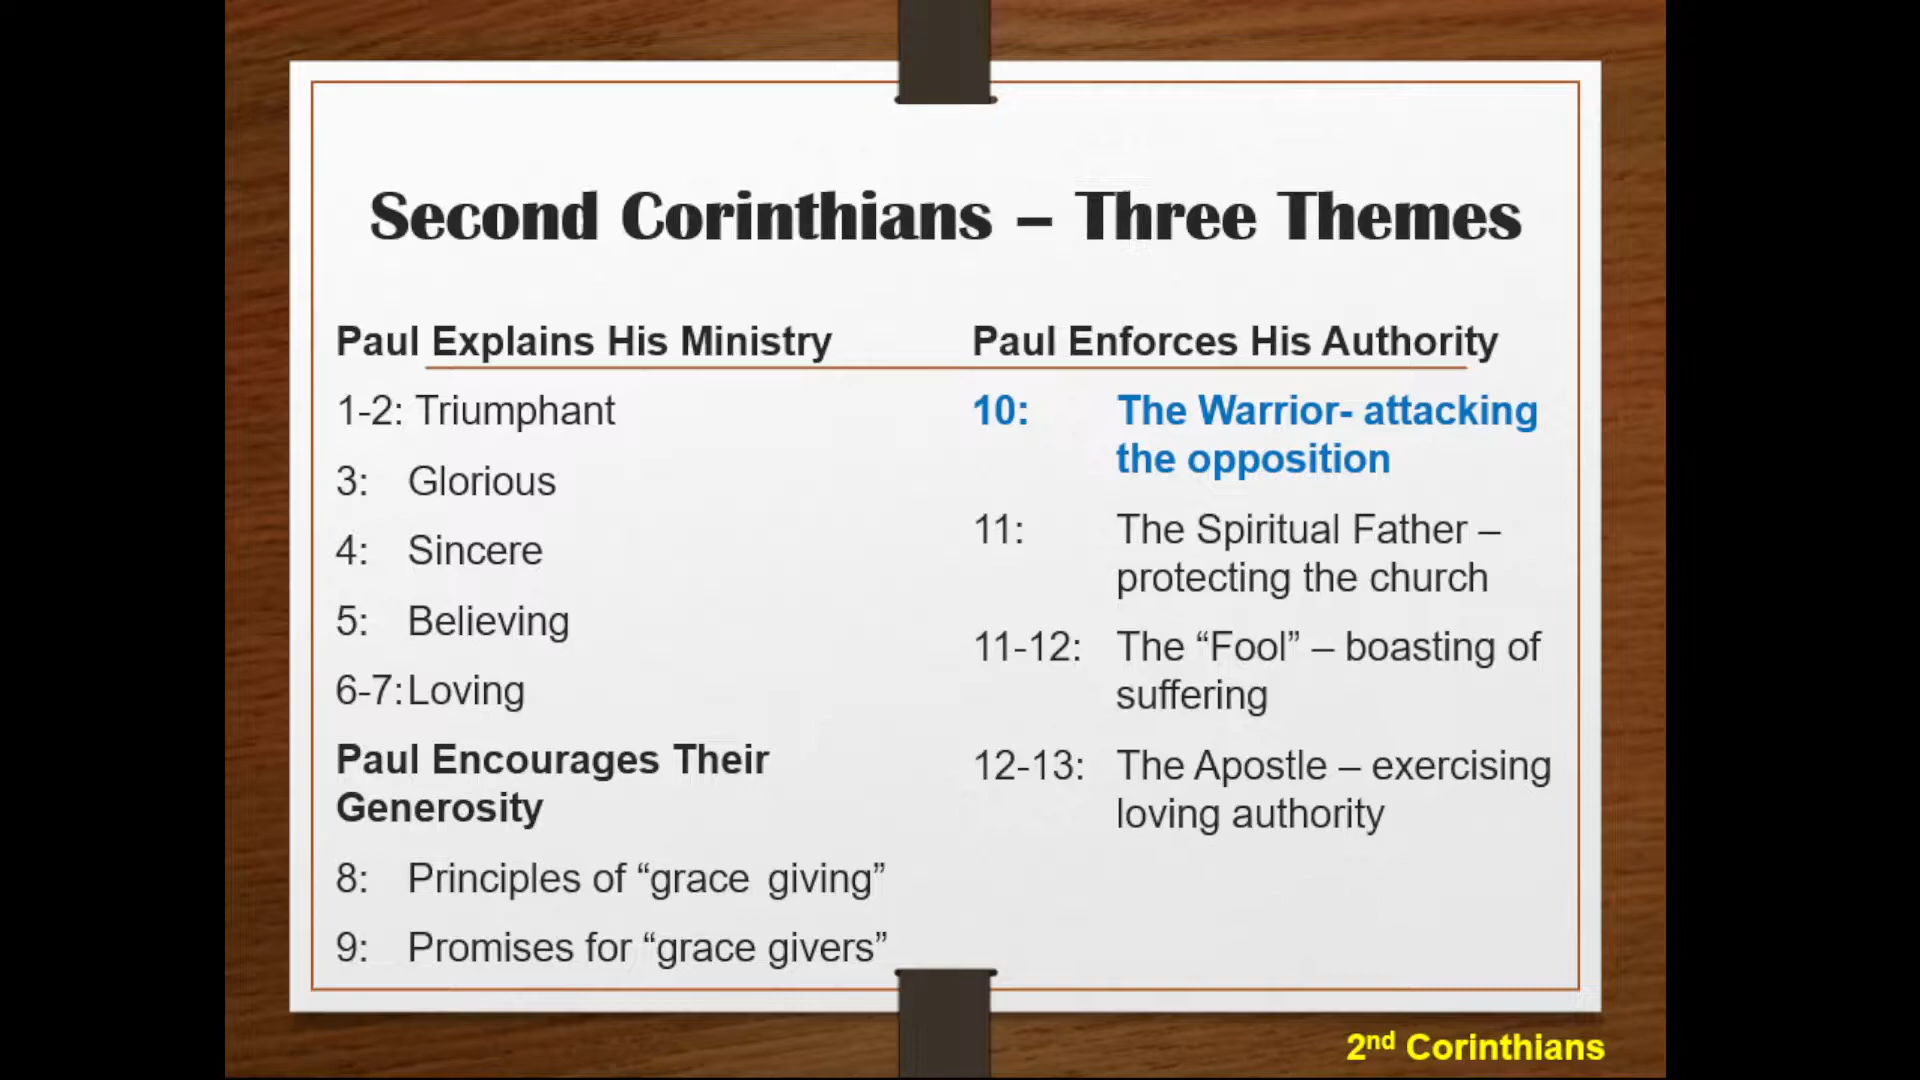 Second Corinthians – Three Themes
Paul Explains His Ministry
1-2: Triumphant
3: Glorious
4: Sincere
5: Believing
6-7: Loving
Paul Encourages Their
Generosity
8: Principles of “grace giving”
9: Promises for “grace givers”
Paul Enforces His Authority
10: The Warrior- attacking
the opposition
11: The Spiritual Father –
protecting the church
11-12: The “Fool” – boasting of
suffering
12-13: The Apostle – exercising
loving authority
2nd Corinthians